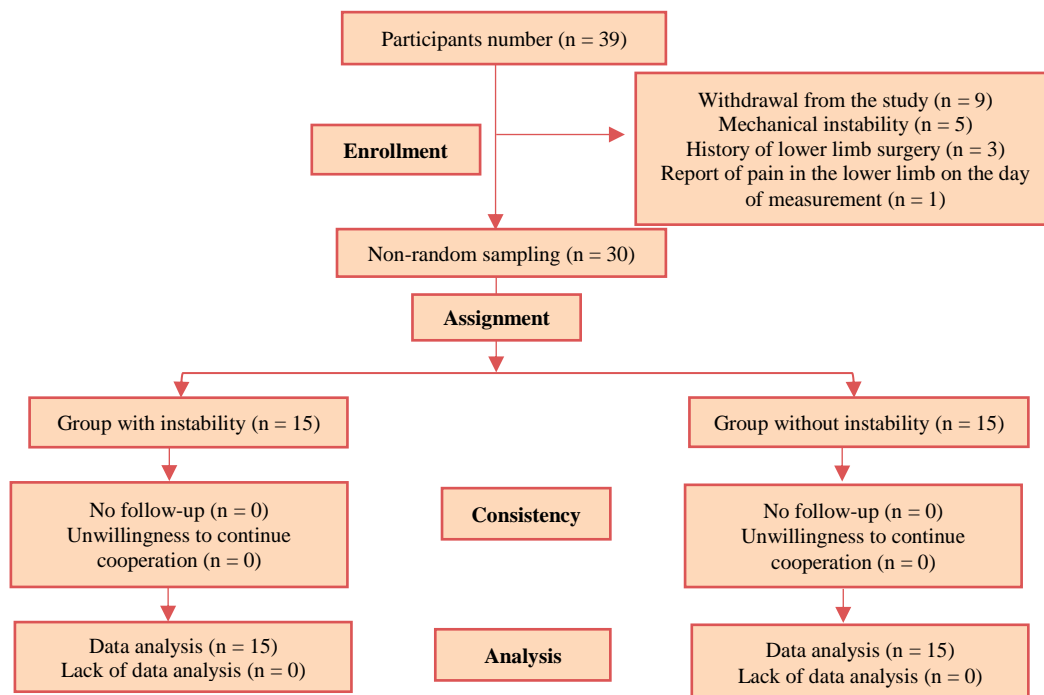 Participants number (n = 39)
Withdrawal from the study (n = 9)
Mechanical instability (n = 5)
History of lower limb surgery (n = 3)
Report of pain in the lower limb on the day
of measurement (n = 1)
Enrollment
Non-random sampling (n = 30)
Assignment
Group with instability (n = 15)
Group without instability (n = 15)
No follow-up (n = 0)
Unwillingness to continue
cooperation (n = 0)
Consistency
No follow-up (n = 0)
Unwillingness to continue
cooperation (n = 0)
Data analysis (n = 15)
Lack of data analysis (n = 0)
Analysis
Data analysis (n = 15)
Lack of data analysis (n = 0)